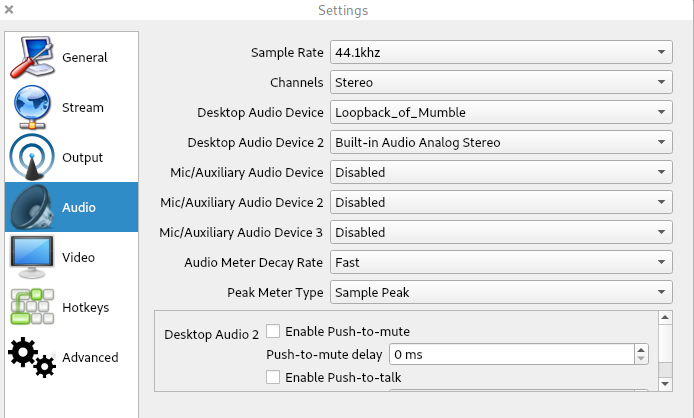 Settings
General
Stream
Output
Audio
Video
Hotkeys
Advanced
Sample Rate 44.1khz
Channels Stereo
Desktop Audio Device Loopback_of_Mumble
Desktop Audio Device 2 Built-in Audio Analog Stereo
Mic/Auxiliary Audio Device Disabled
Mic/Auxiliary Audio Device 2 Disabled
Mic/Auxiliary Audio Device 3 Disabled
Audio Meter Decay Rate Fast
Peak Meter Type Sample Peak
Desktop Audio 2 Enable Push-to-mute
Push-to-mute delay 0 ms
Enable Push-to-talk